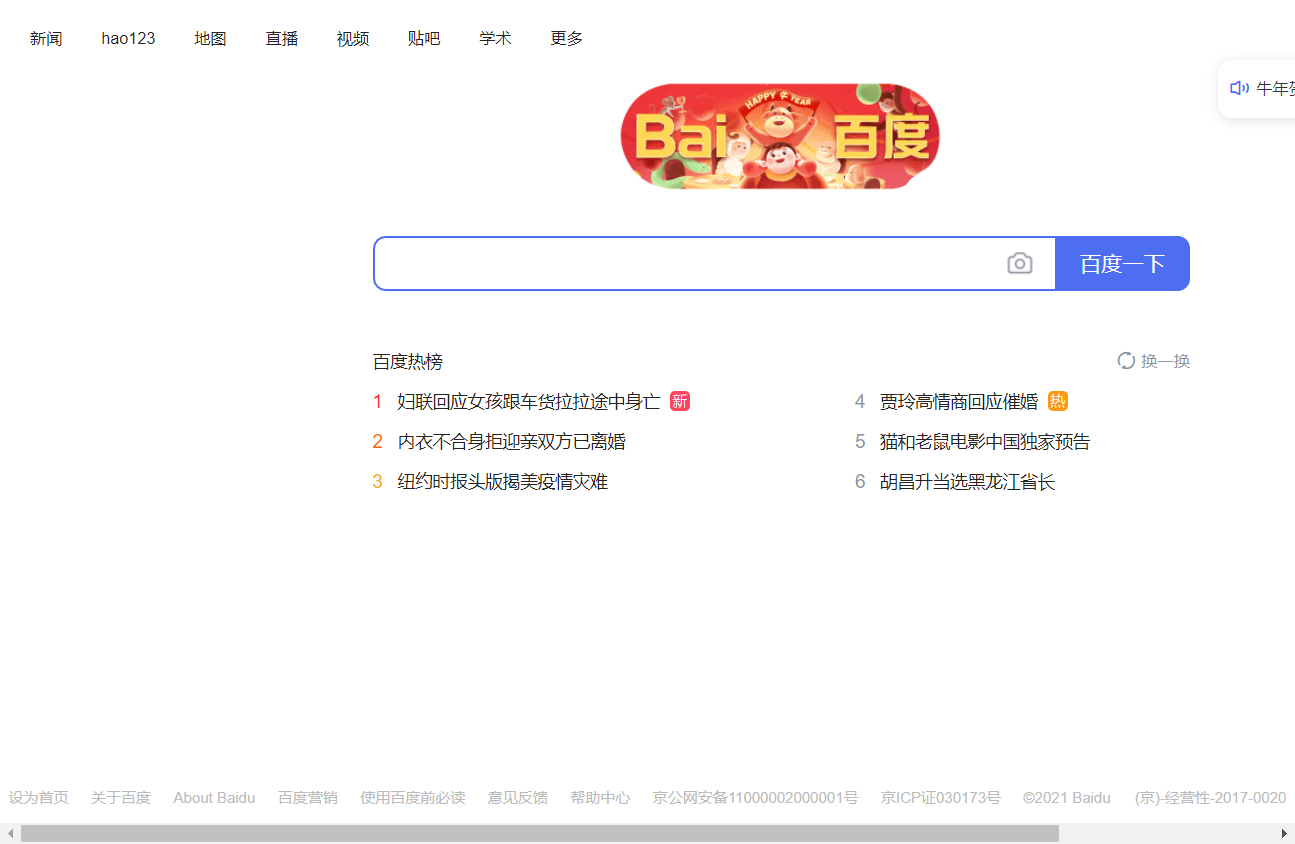 新闻 hao123 地图 直播 视频 贴吧 学术 更多
牛年
HAPPY 牛 YEAR
Bai 百度
百度一下
百度热榜 换一换
1 妇联回应女孩跟车货拉拉途中身亡 新
2 内衣不合身拒迎亲双方已离婚
3 纽约时报头版揭美疫情灾难
4 贾玲高情商回应催婚 热
5 猫和老鼠电影中国独家预告
6 胡昌升当选黑龙江省长
设为首页 关于百度 About Baidu 百度营销 使用百度前必读 意见反馈 帮助中心 京公网安备11000002000001号 京ICP证030173号 ©2021 Baidu (京)-经营性-2017-0020